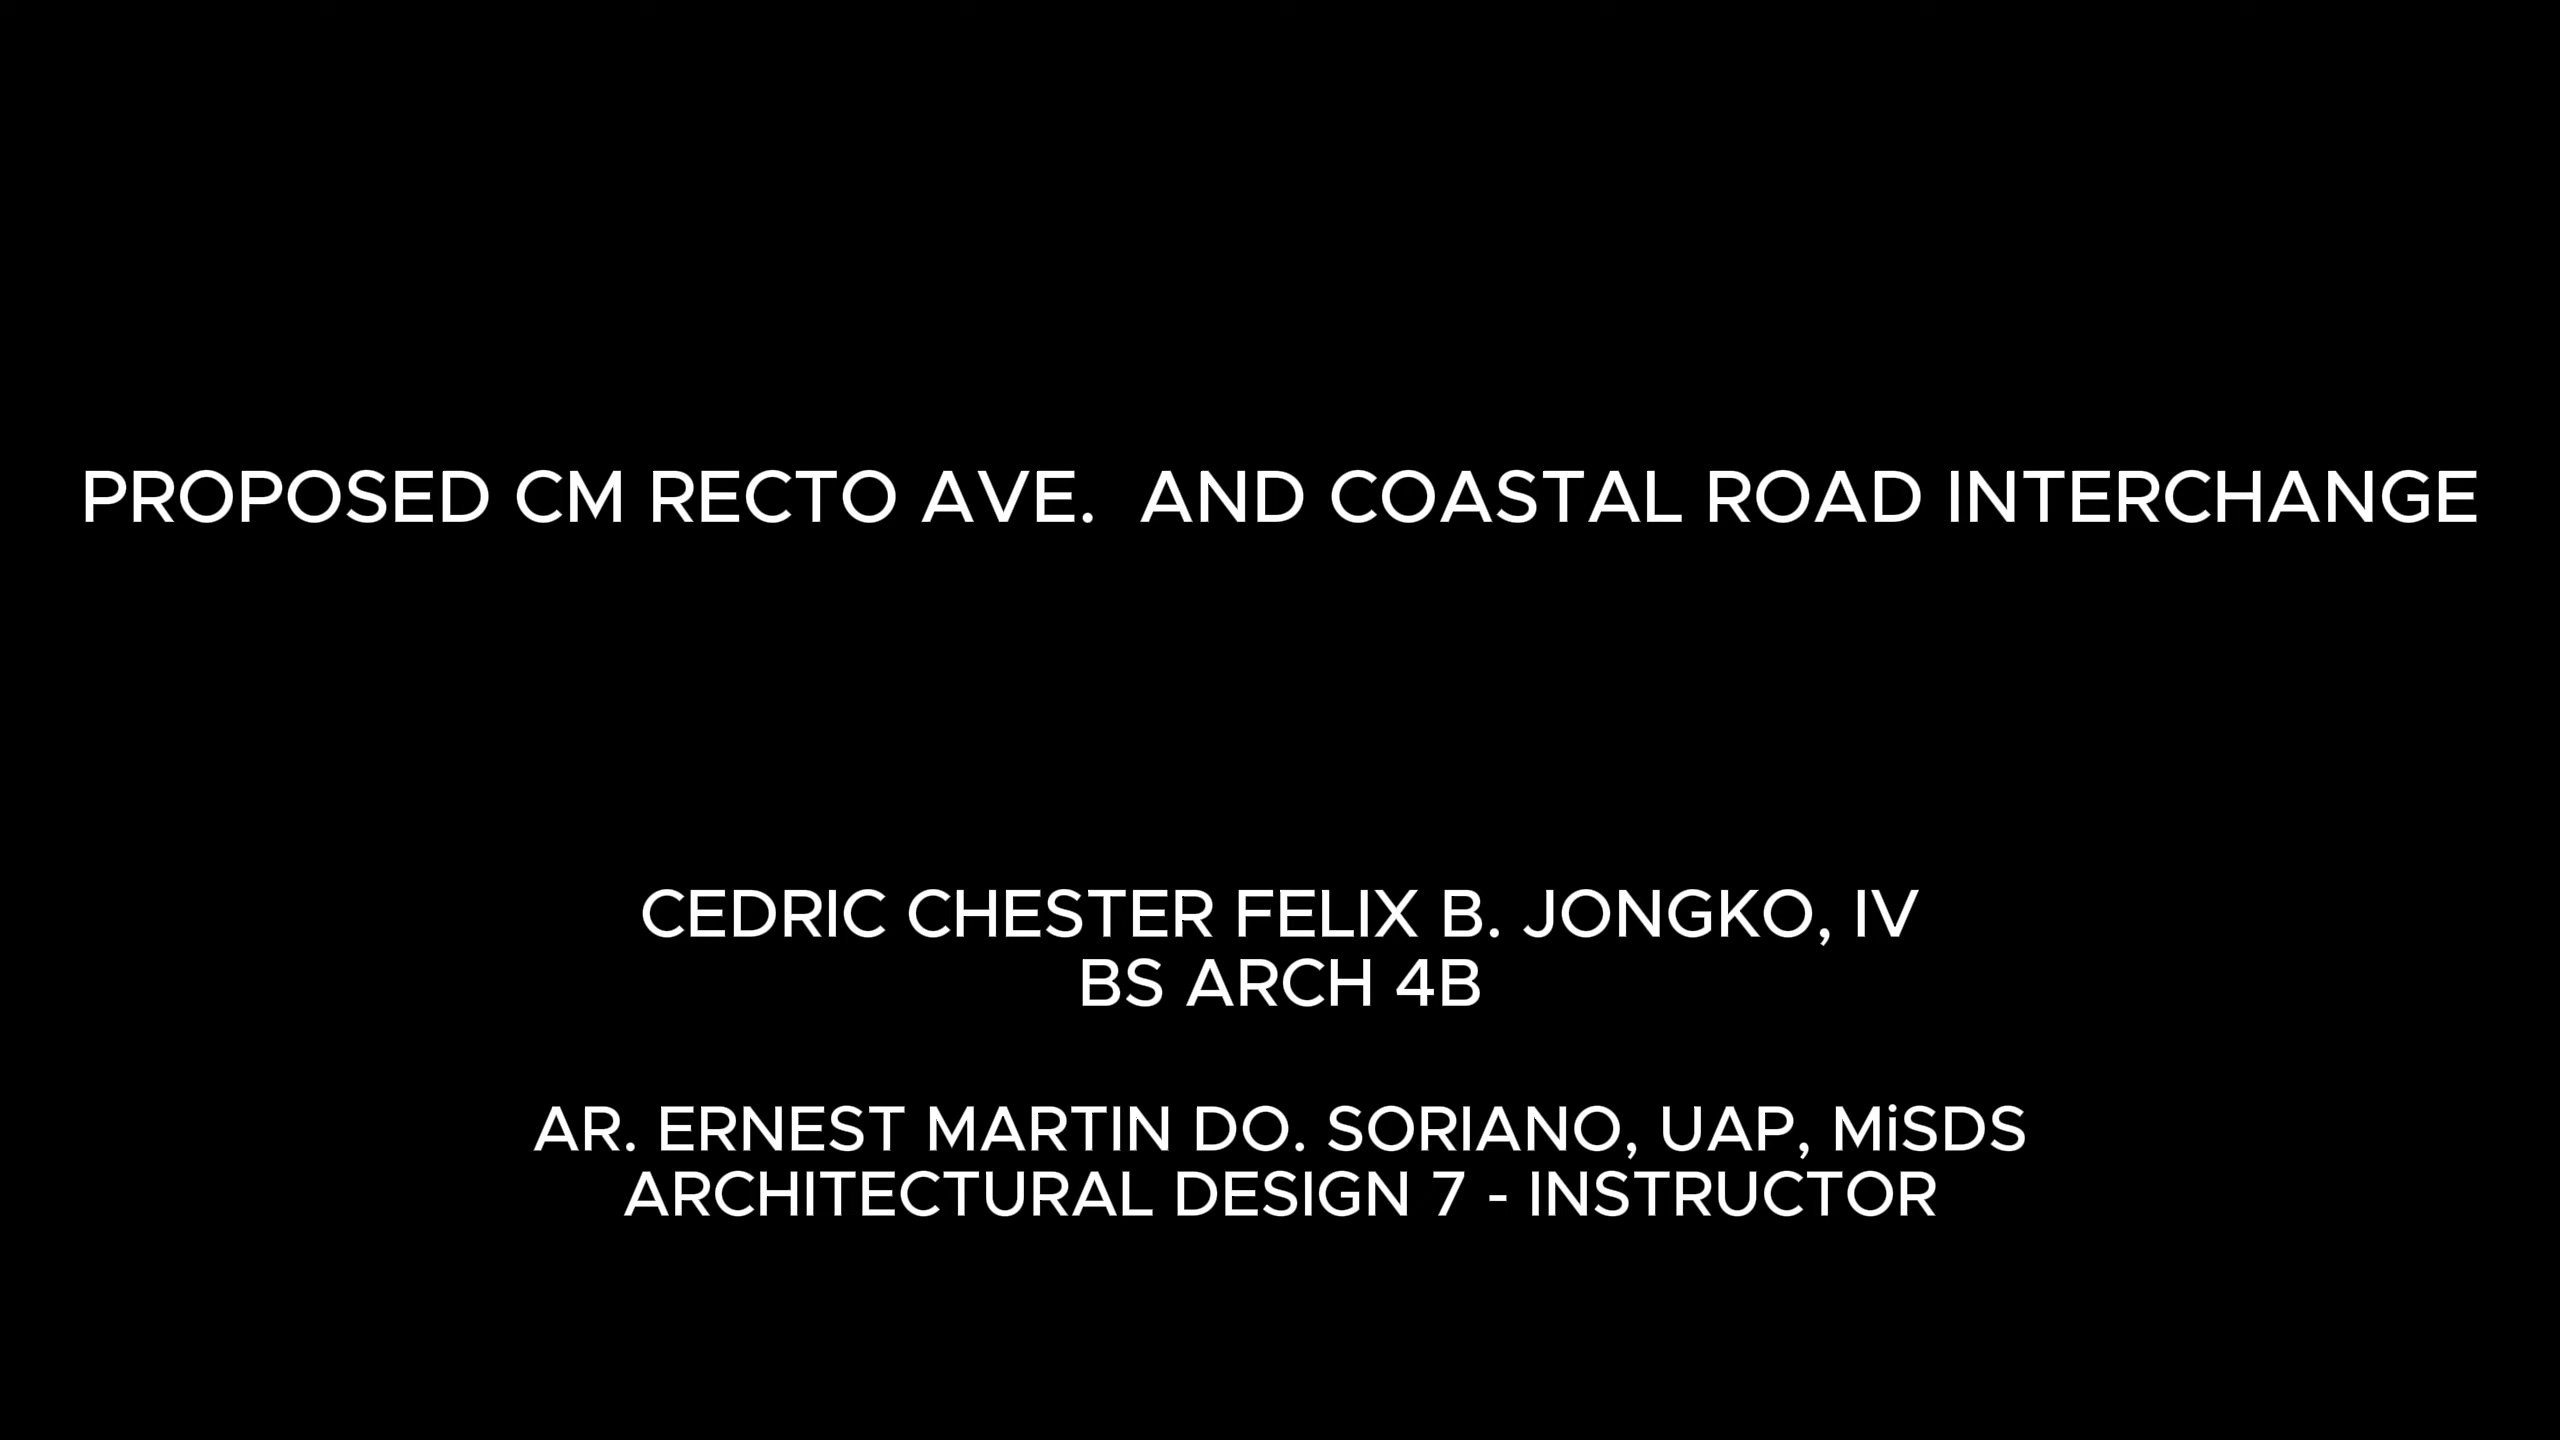 PROPOSED CM RECTO AVE.  AND COASTAL ROAD INTERCHANGE
CEDRIC CHESTER FELIX B. JONGKO, IV
BS ARCH 4B
AR. ERNEST MARTIN DO. SORIANO, UAP, MiSDS
ARCHITECTURAL DESIGN 7 - INSTRUCTOR